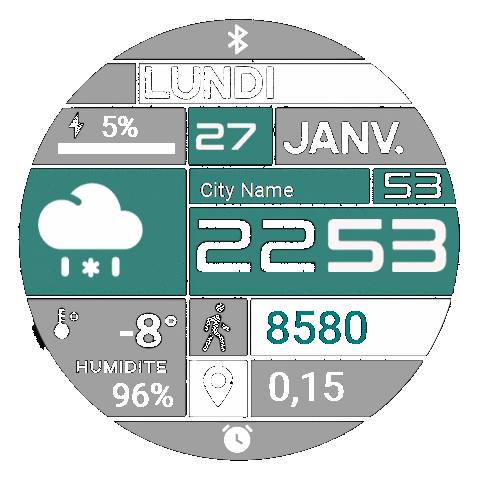 LUNDI
5%
27
JANV.
City Name
53
2253
-8°
8580
HUMIDITE
96%
0,15